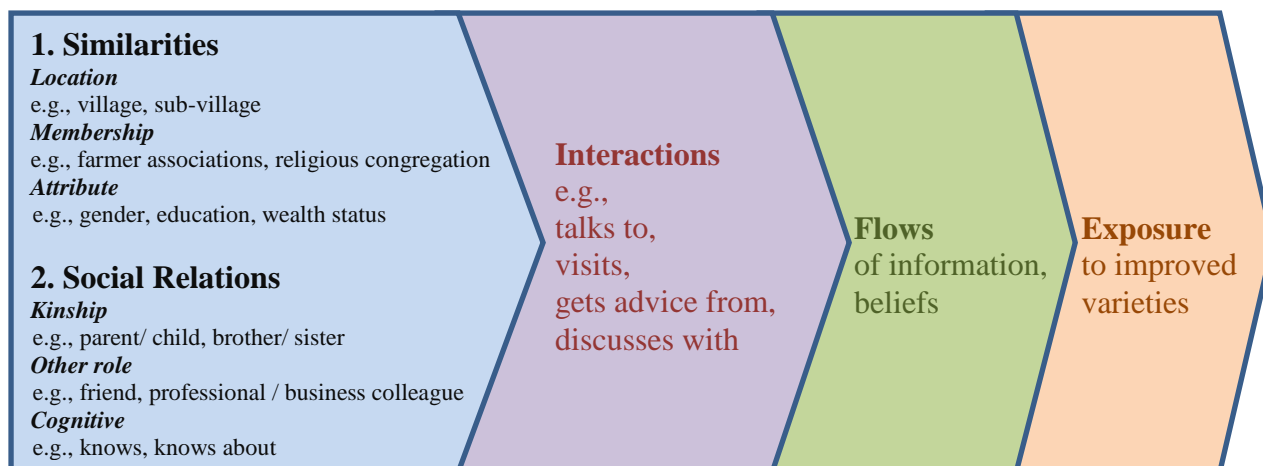 1. Similarities
Location
e.g., village, sub-village
Membership
e.g., farmer associations, religious congregation
Attribute
e.g., gender, education, wealth status
2. Social Relations
Kinship
e.g., parent/ child, brother/ sister
Other role
e.g., friend, professional / business colleague
Cognitive
e.g., knows, knows about
Interactions
e.g.,
talks to,
visits,
gets advice from,
discusses with
Flows
of information,
beliefs
Exposure
to improved
varieties